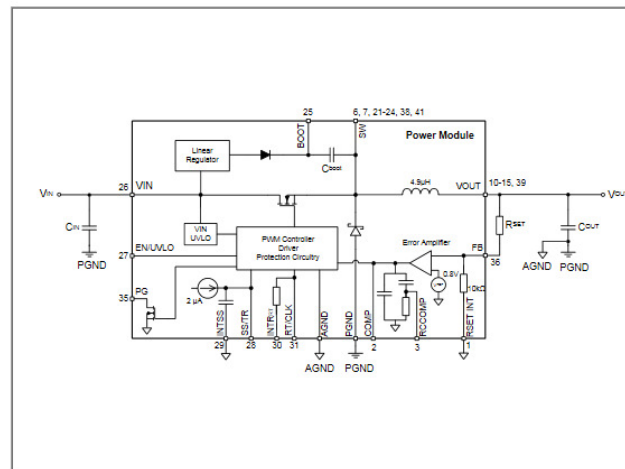 25
6, 7, 21-24, 38, 41
BOOT
SW
Power Module
Linear
Regulator
Cboot
4.9µH
VIN
26
VIN
VOUT
10-15, 39
VOUT
VIN
UVLO
CIN
RSET
COUT
PWM Controller
Driver
Protection Circuitry
Error Amplifier
FB
36
PGND
27
EN/UVLO
0.8V
AGND
PGND
35
PG
2 µA
10kΩ
INTSS
SS/TR
INTRT
RT/CLK
AGND
PGND
COMP
RCCOMP
RSET INT
29
28
30
31
2
3
1
AGND
PGND